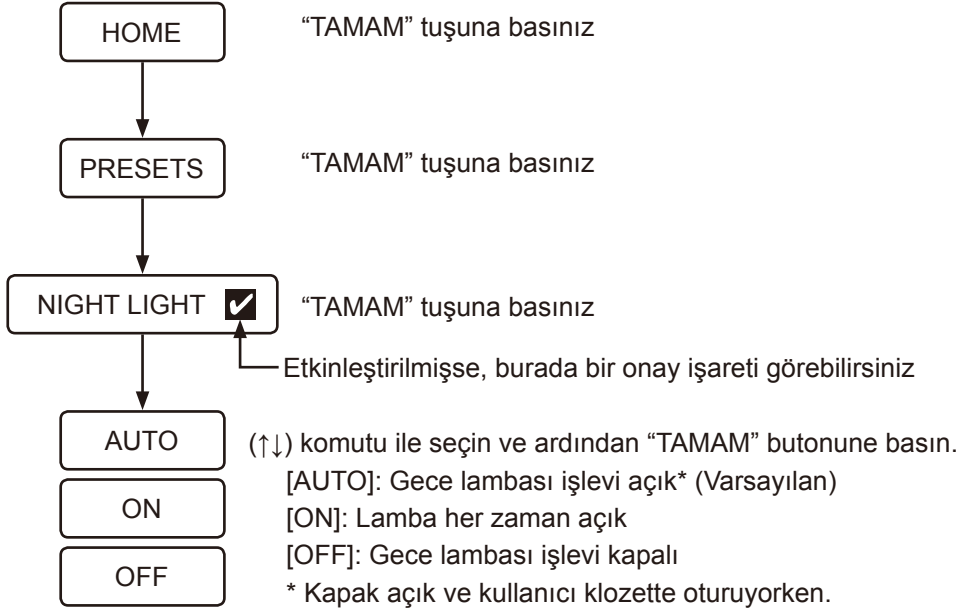 HOME “TAMAM” tuşuna basınız
PRESETS “TAMAM” tuşuna basınız
NIGHT LIGHT ✔ “TAMAM” tuşuna basınız
Etkinleştirilmişse, burada bir onay işareti görebilirsiniz
AUTO (↑↓) komutu ile seçin ve ardından “TAMAM” butonune basın.
[AUTO]: Gece lambası işlevi açık* (Varsayılan)
ON [ON]: Lamba her zaman açık
[OFF]: Gece lambası işlevi kapalı
OFF * Kapak açık ve kullanıcı klozette oturuyorken.